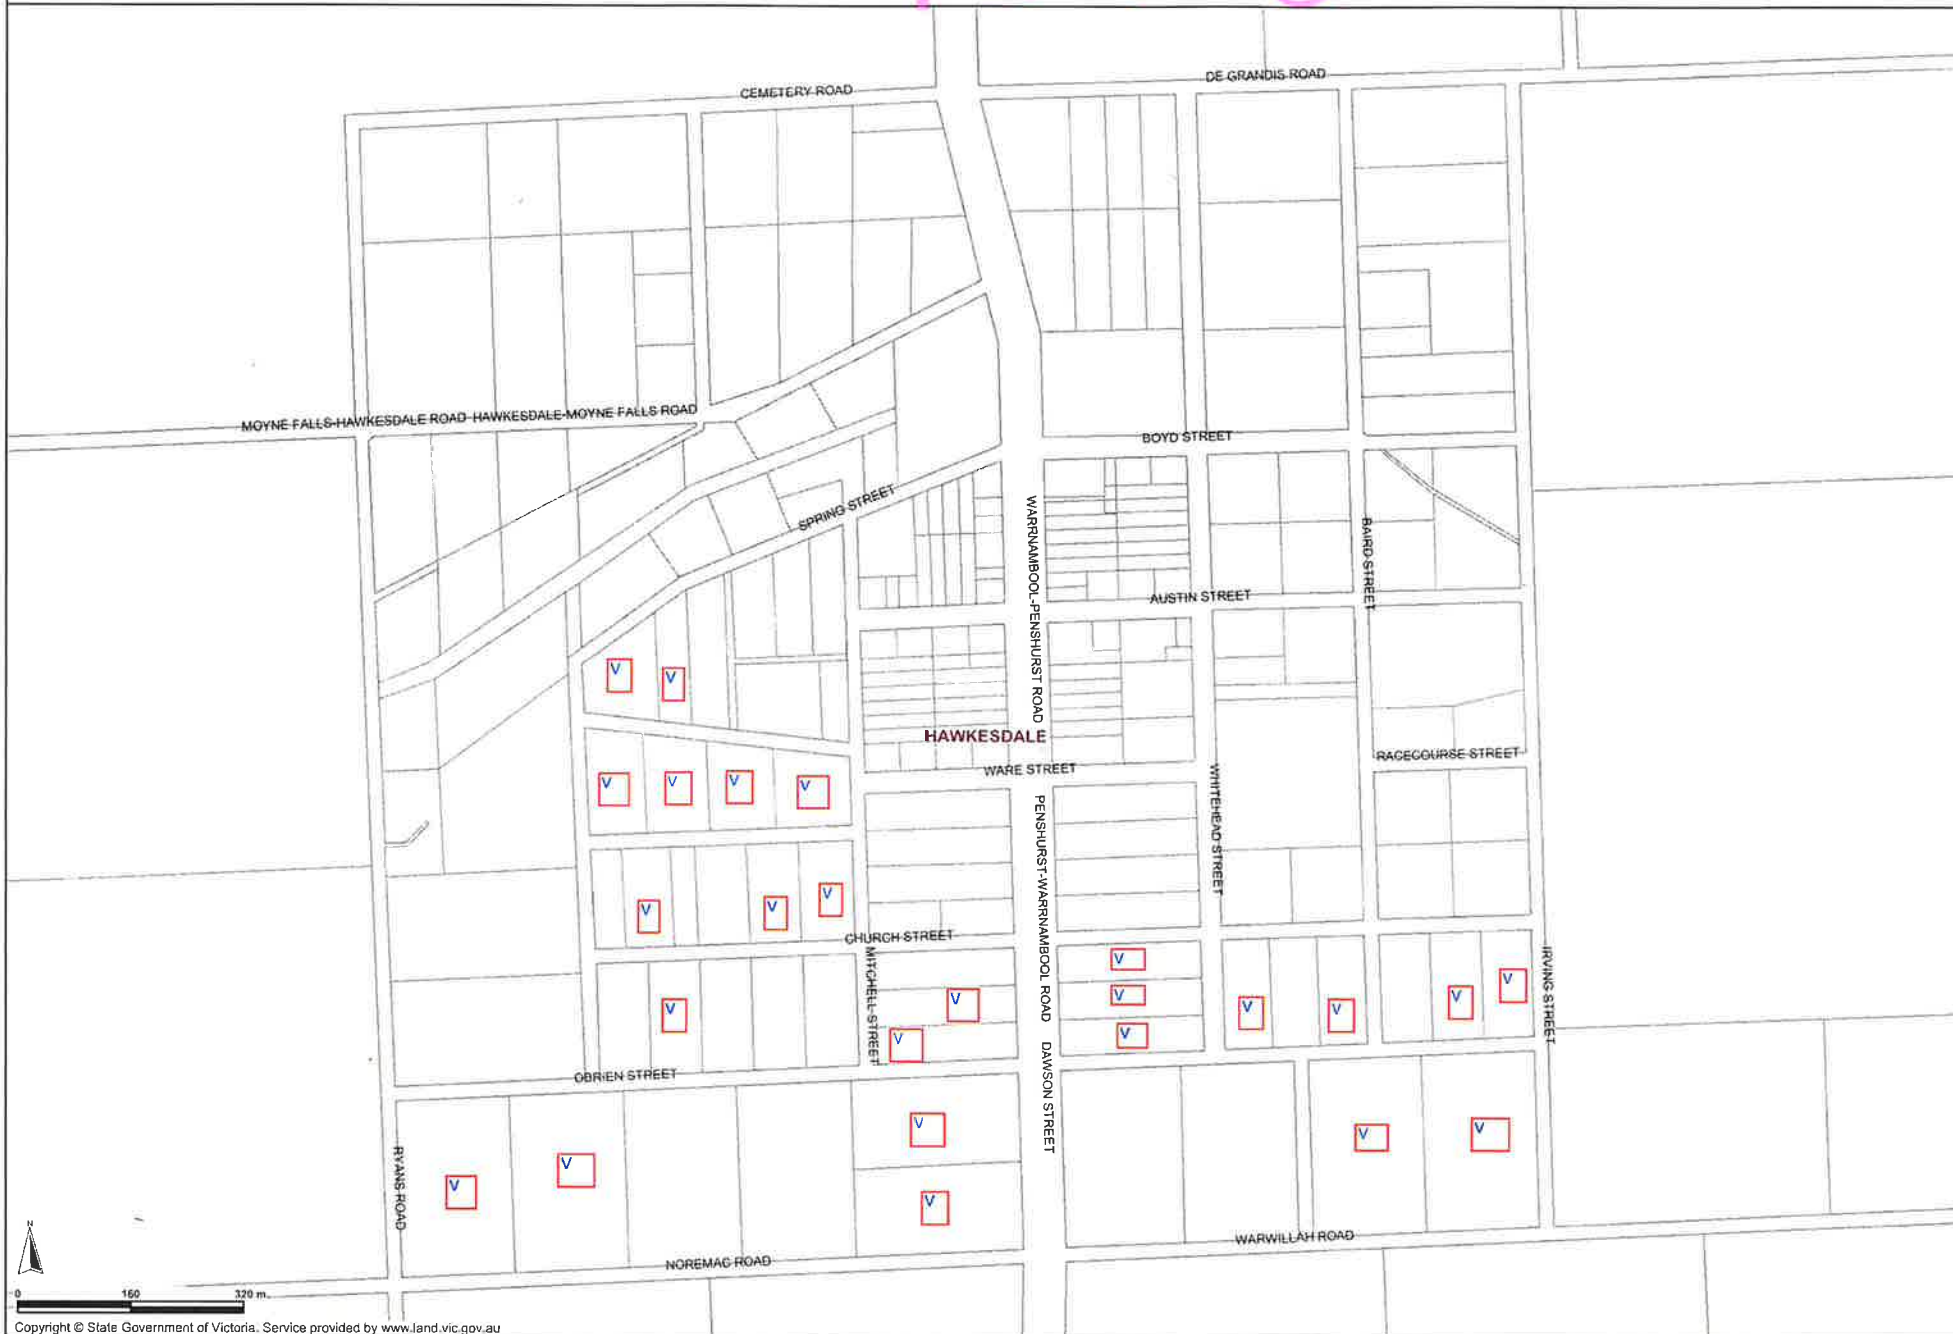 DE GRANDIS ROAD
CEMETERY ROAD
MOYNE FALLS-HAWKESDALE ROAD HAWKESDALE-MOYNE FALLS ROAD
BOYD STREET
SPRING STREET
WARRNAMBOOL-PENSHURST ROAD
BAIRD STREET
AUSTIN STREET
V
V
HAWKESDALE
RACECOURSE STREET
WARE STREET
WHITEHEAD STREET
V
V
V
V
PENSHURST-WARRNAMBOOL ROAD
V
V
V
CHURCH STREET
MITCHELL STREET
IRVING STREET
V
V
V
V
V
V
V
V
V
V
V
OBRIEN STREET
DAWSON STREET
V
V
V
V
V
RYANS ROAD
V
N
WARWILLAH ROAD
NOREMAC ROAD
0 160 320 m.
Copyright © State Government of Victoria. Service provided by www.land.vic.gov.au